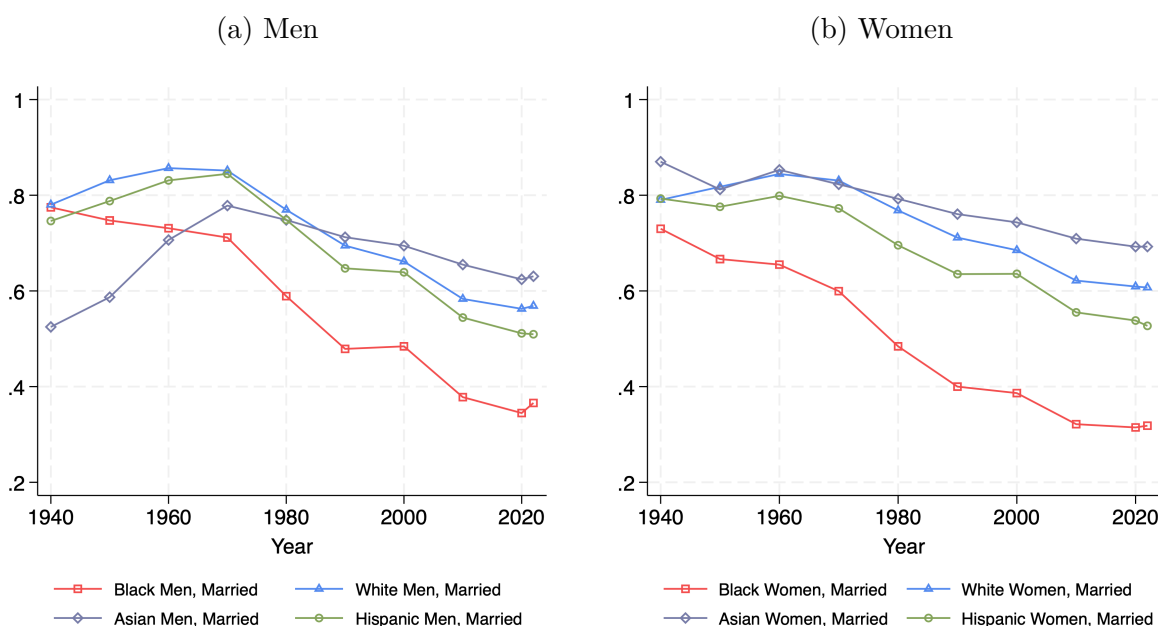 (a) Men
1
.8
.6
.4
.2
1940 1960 1980 2000 2020
Year
Black Men, Married White Men, Married
Asian Men, Married Hispanic Men, Married
(b) Women
1
.8
.6
.4
.2
1940 1960 1980 2000 2020
Year
Black Women, Married White Women, Married
Asian Women, Married Hispanic Women, Married